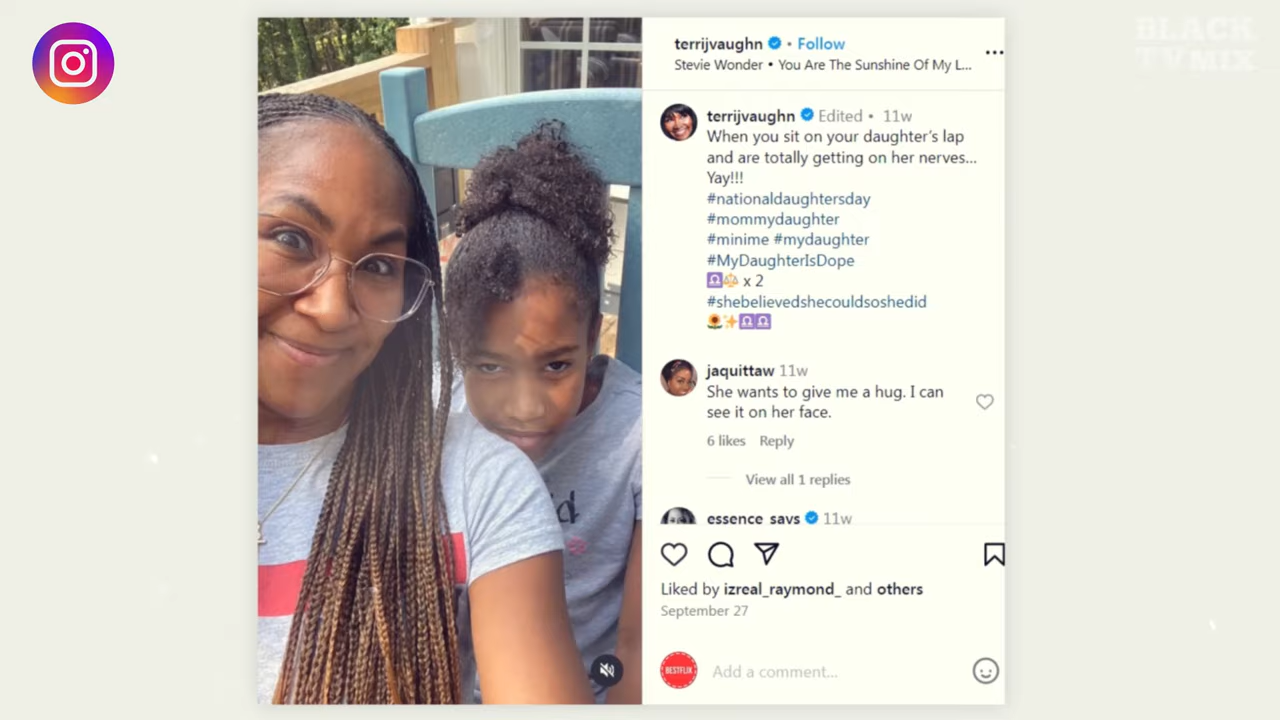 BLACK
TVMIX
terrijvaughn • Follow
Stevie Wonder • You Are The Sunshine Of My L...
terrijvaughn Edited • 11w
When you sit on your daughter's lap
and are totally getting on her nerves...
Yay!!!
#nationaldaughtersday
#mommydaughter
#minime #mydaughter
#MyDaughterIsDope
♎⚖️ x 2
#shebelievedshecouldsoshedid
🌻✨♎♎
jaquittaw 11w
She wants to give me a hug. I can
see it on her face.
6 likes Reply
View all 1 replies
essence_savs 11w
Liked by izreal_raymond_ and others
September 27
BESTFLIX
Add a comment...